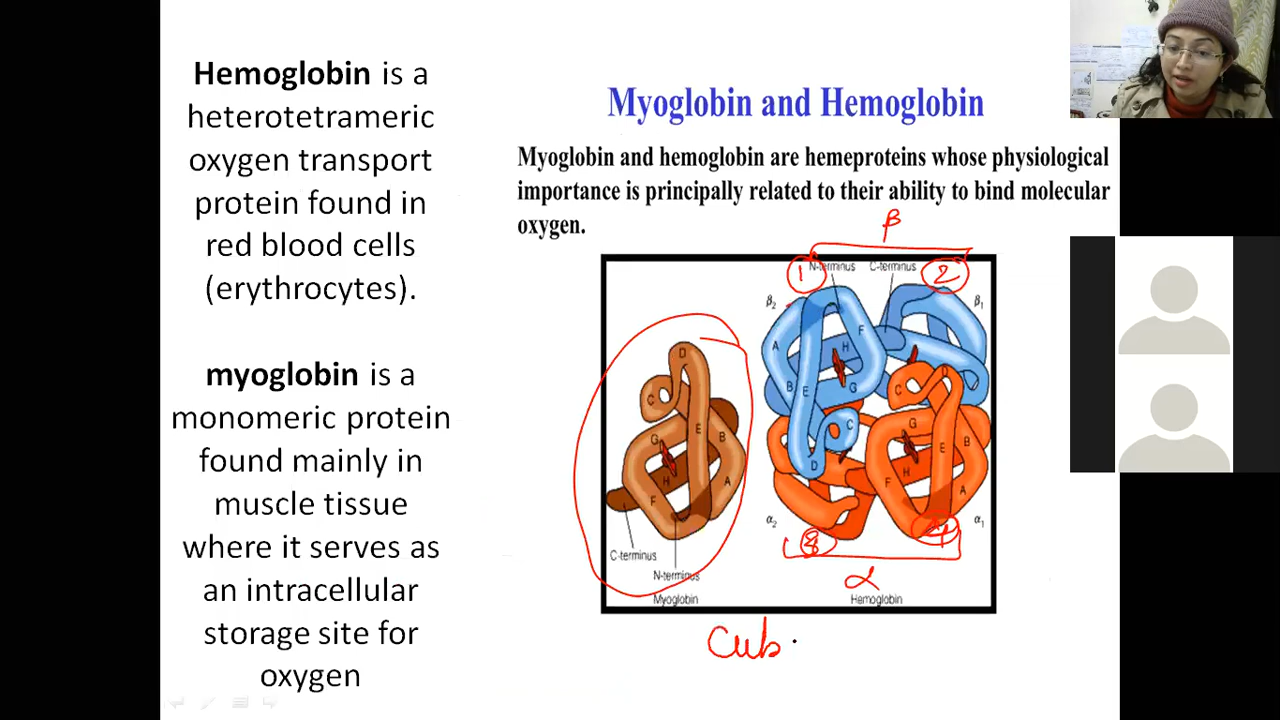 Hemoglobin is a
heterotetrameric
oxygen transport
protein found in
red blood cells
(erythrocytes).
myoglobin is a
monomeric protein
found mainly in
muscle tissue
where it serves as
an intracellular
storage site for
oxygen
Myoglobin and Hemoglobin
Myoglobin and hemoglobin are hemeproteins whose physiological
importance is principally related to their ability to bind molecular
oxygen.
β
1 N-terminus C-terminus 2
β2 β1
D
C
E
G
B
H
A
F
C-terminus
N-terminus
Myoglobin
A
F
H
B
E
G
C
D
C
G
B
E
H
F
A
α2 α1
4
α
Hemoglobin
Cub